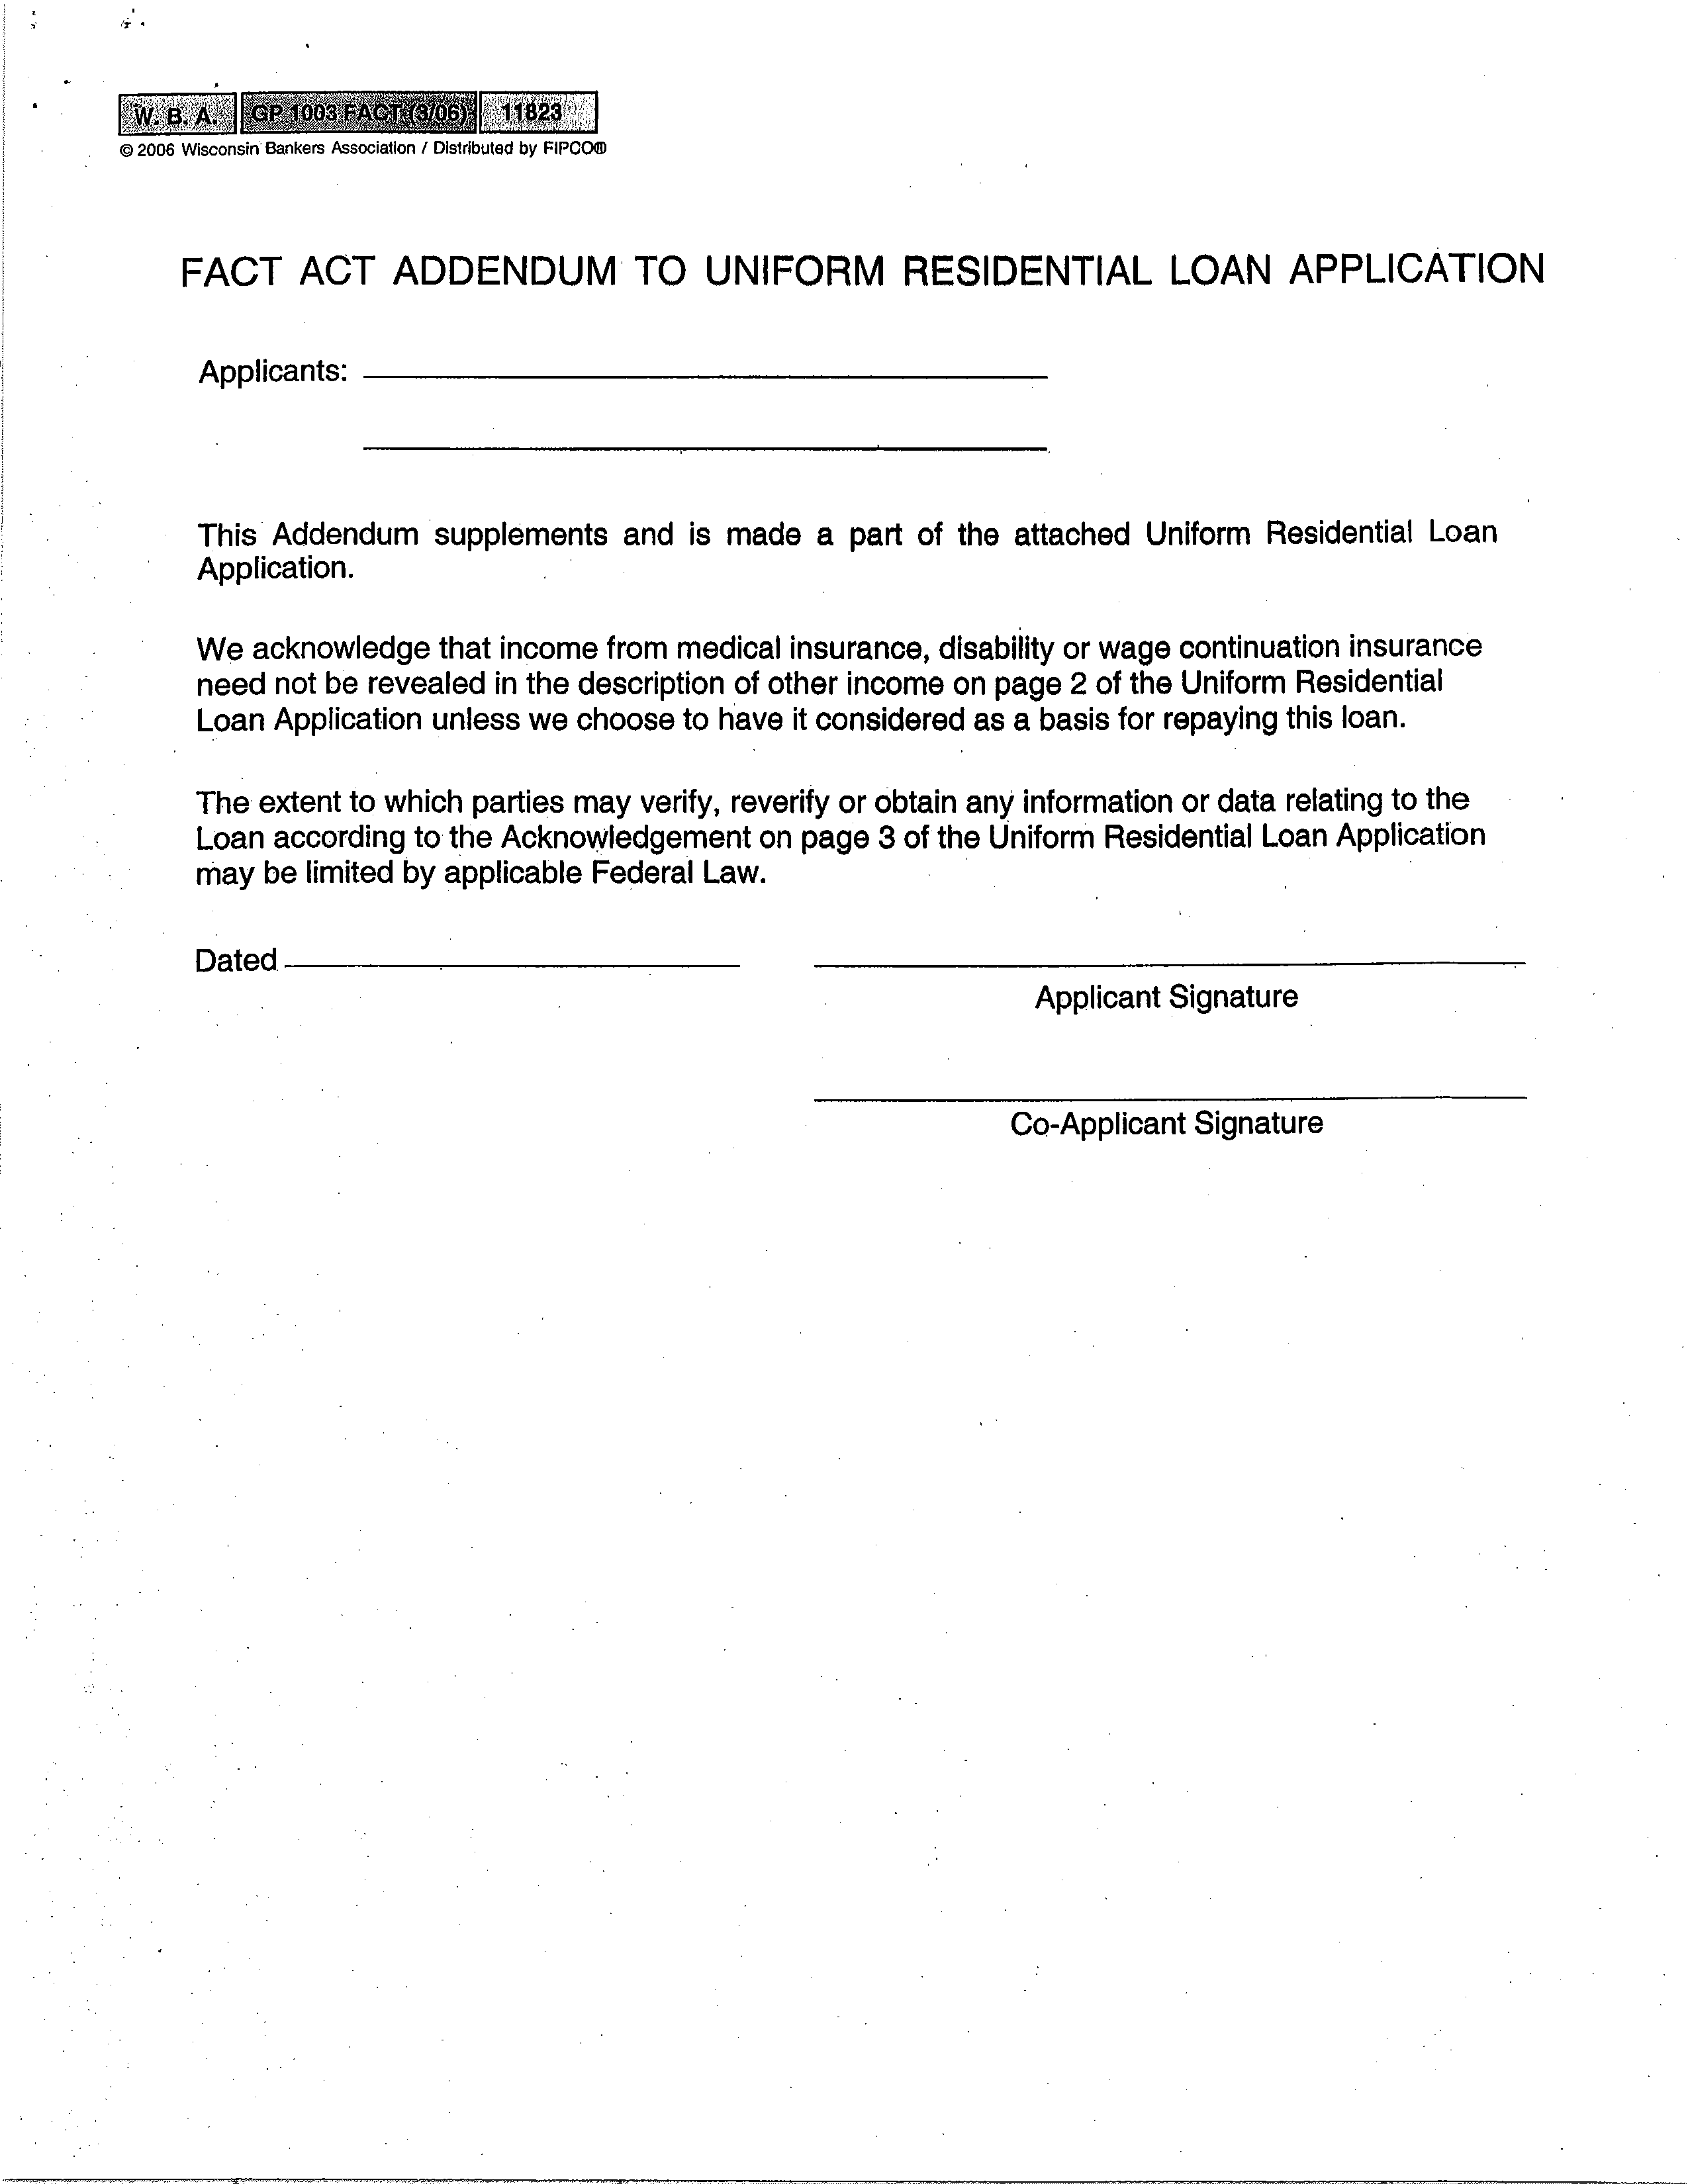 W. B. A. GP 1003 FACT (3/06) 11823
© 2006 Wisconsin Bankers Association / Distributed by FIPCO®
FACT ACT ADDENDUM TO UNIFORM RESIDENTIAL LOAN APPLICATION
Applicants:
This Addendum supplements and is made a part of the attached Uniform Residential Loan
Application.
We acknowledge that income from medical insurance, disability or wage continuation insurance
need not be revealed in the description of other income on page 2 of the Uniform Residential
Loan Application unless we choose to have it considered as a basis for repaying this loan.
The extent to which parties may verify, reverify or obtain any information or data relating to the
Loan according to the Acknowledgement on page 3 of the Uniform Residential Loan Application
may be limited by applicable Federal Law.
Dated
Applicant Signature
Co-Applicant Signature